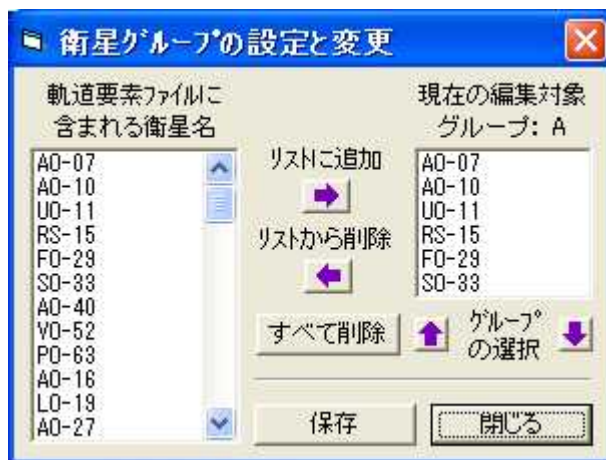 衛星グループの設定と変更
軌道要素ファイルに
含まれる衛星名
AO-07
AO-10
UO-11
RS-15
FO-29
SO-33
AO-40
VO-52
PO-63
AO-16
LO-19
AO-27
リストに追加
リストから削除
すべて削除
現在の編集対象
グループ: A
AO-07
AO-10
UO-11
RS-15
FO-29
SO-33
グループ
の選択
保存
閉じる